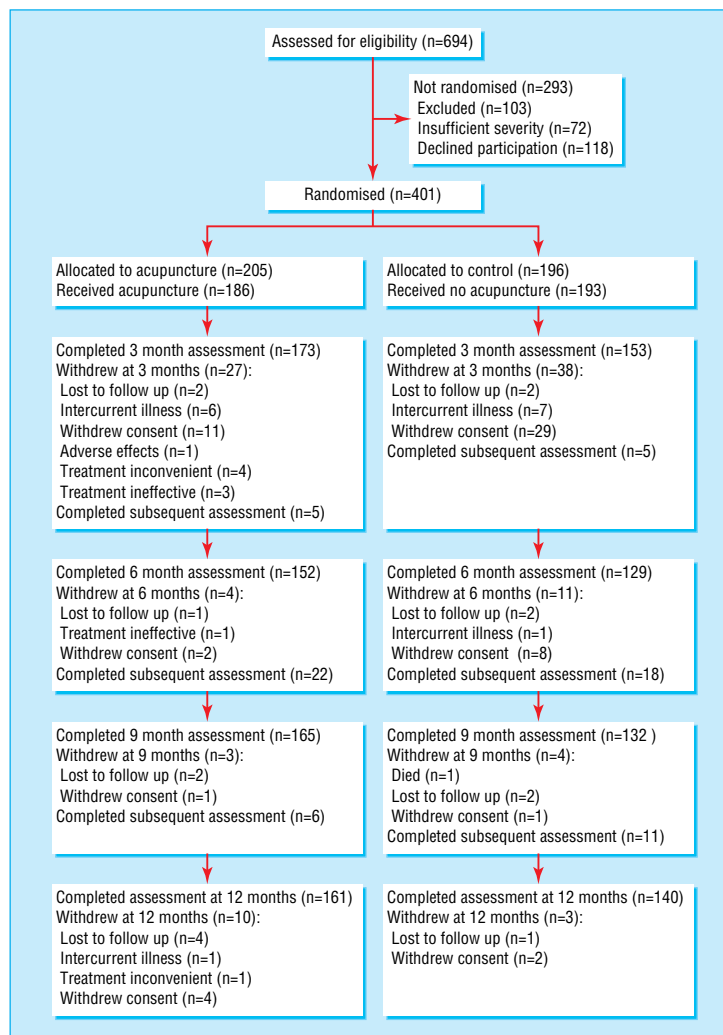 Assessed for eligibility (n=694)
Not randomised (n=293)
Excluded (n=103)
Insufficient severity (n=72)
Declined participation (n=118)
Randomised (n=401)
Allocated to acupuncture (n=205)
Received acupuncture (n=186)
Allocated to control (n=196)
Received no acupuncture (n=193)
Completed 3 month assessment (n=173)
Withdrew at 3 months (n=27):
Lost to follow up (n=2)
Intercurrent illness (n=6)
Withdrew consent (n=11)
Adverse effects (n=1)
Treatment inconvenient (n=4)
Treatment ineffective (n=3)
Completed subsequent assessment (n=5)
Completed 3 month assessment (n=153)
Withdrew at 3 months (n=38):
Lost to follow up (n=2)
Intercurrent illness (n=7)
Withdrew consent (n=29)
Completed subsequent assessment (n=5)
Completed 6 month assessment (n=152)
Withdrew at 6 months (n=4):
Lost to follow up (n=1)
Treatment ineffective (n=1)
Withdrew consent (n=2)
Completed subsequent assessment (n=22)
Completed 6 month assessment (n=129)
Withdrew at 6 months (n=11):
Lost to follow up (n=2)
Intercurrent illness (n=1)
Withdrew consent (n=8)
Completed subsequent assessment (n=18)
Completed 9 month assessment (n=165)
Withdrew at 9 months (n=3):
Lost to follow up (n=2)
Withdrew consent (n=1)
Completed subsequent assessment (n=6)
Completed 9 month assessment (n=132 )
Withdrew at 9 months (n=4):
Died (n=1)
Lost to follow up (n=2)
Withdrew consent (n=1)
Completed subsequent assessment (n=11)
Completed assessment at 12 months (n=161)
Withdrew at 12 months (n=10):
Lost to follow up (n=4)
Intercurrent illness (n=1)
Treatment inconvenient (n=1)
Withdrew consent (n=4)
Completed assessment at 12 months (n=140)
Withdrew at 12 months (n=3):
Lost to follow up (n=1)
Withdrew consent (n=2)